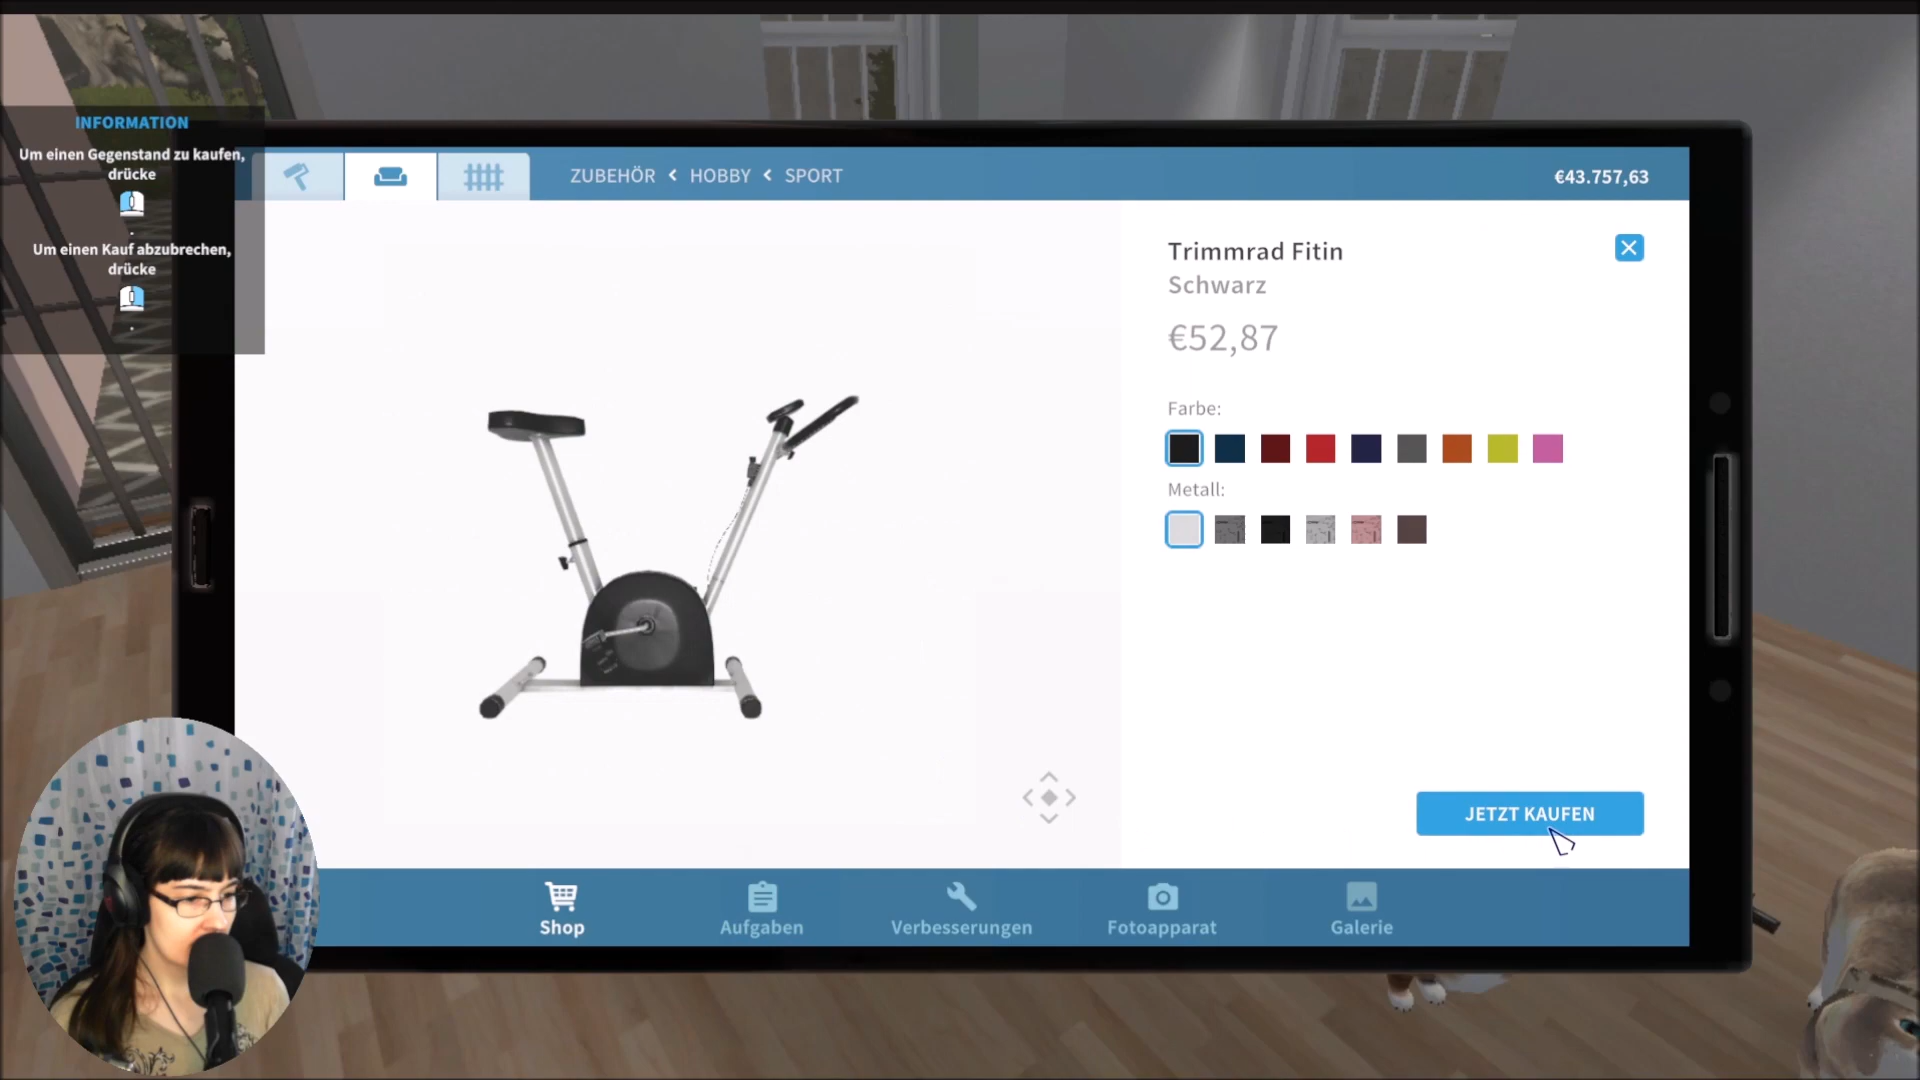 INFORMATION
Um einen Gegenstand zu kaufen,
drücke
.
Um einen Kauf abzubrechen,
drücke
.
ZUBEHÖR < HOBBY < SPORT
€43.757,63
Trimmrad Fitin
Schwarz
€52,87
Farbe:
Metall:
JETZT KAUFEN
Shop
Aufgaben
Verbesserungen
Fotoapparat
Galerie